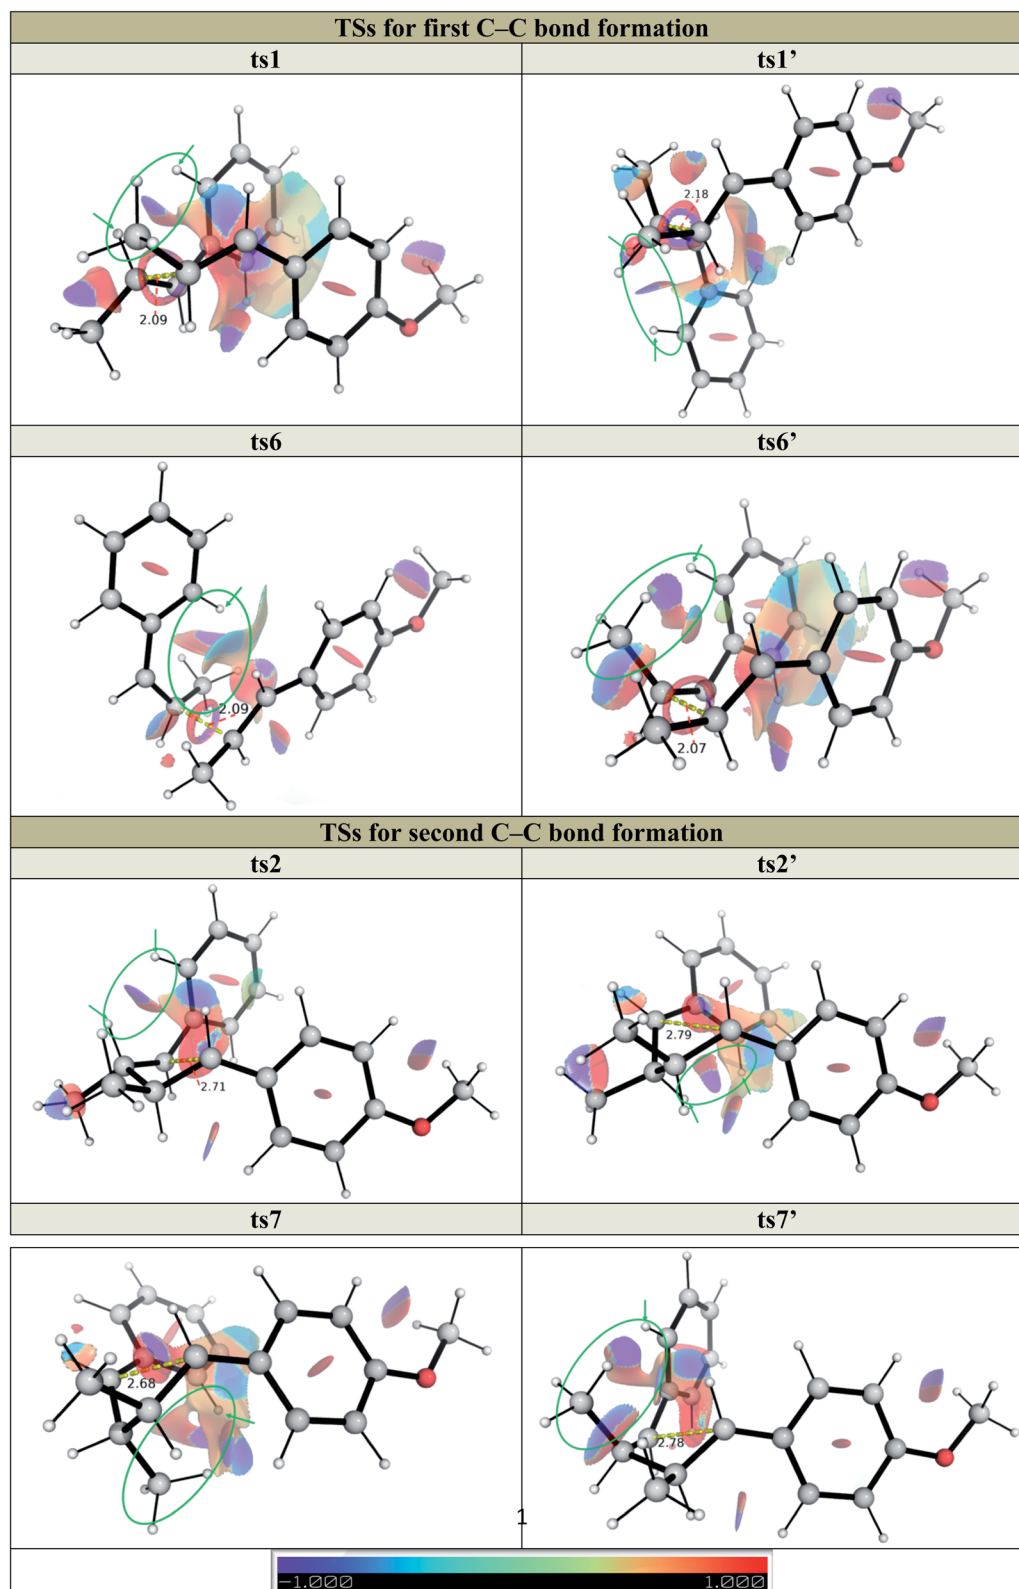 TSs for first C–C bond formation
ts1 ts1’
2.09 2.18
ts6 ts6’
2.09 2.07
TSs for second C–C bond formation
ts2 ts2’
2.71 2.79
ts7 ts7’
2.68 2.78
1
−1.000 1.000